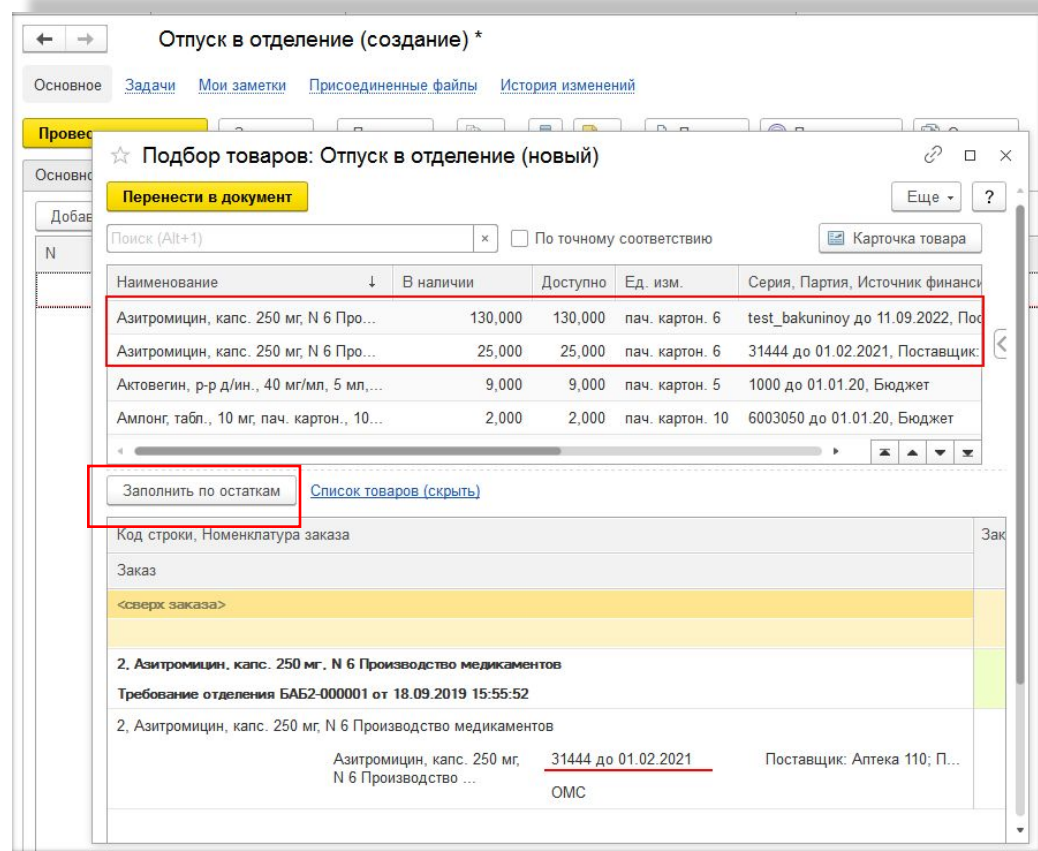 Отпуск в отделение (создание) *
Основное Задачи Мои заметки Присоединенные файлы История изменений
Подбор товаров: Отпуск в отделение (новый)
Перенести в документ Еще ?
Поиск (Alt+1) × По точному соответствию Карточка товара
N
Наименование ↓ В наличии Доступно Ед. изм. Серия, Партия, Источник финанси
Азитромицин, капс. 250 мг, N 6 Про... 130,000 130,000 пач. картон. 6 test_bakuninoy до 11.09.2022, Пос
Азитромицин, капс. 250 мг, N 6 Про... 25,000 25,000 пач. картон. 6 31444 до 01.02.2021, Поставщик:
Актовегин, р-р д/ин., 40 мг/мл, 5 мл,... 9,000 9,000 пач. картон. 5 1000 до 01.01.20, Бюджет
Ампонг, табл., 10 мг, пач. картон., 10... 2,000 2,000 пач. картон. 10 6003050 до 01.01.20, Бюджет
Заполнить по остаткам Список товаров (скрыть)
Код строки, Номенклатура заказа Зак
Заказ
<сверх заказа>
2, Азитромицин, капс. 250 мг, N 6 Производство медикаментов
Требование отделения БАБ2-000001 от 18.09.2019 15:55:52
2, Азитромицин, капс. 250 мг, N 6 Производство медикаментов
Азитромицин, капс. 250 мг, 31444 до 01.02.2021 Поставщик: Аптека 110; П...
N 6 Производство ...
ОМС